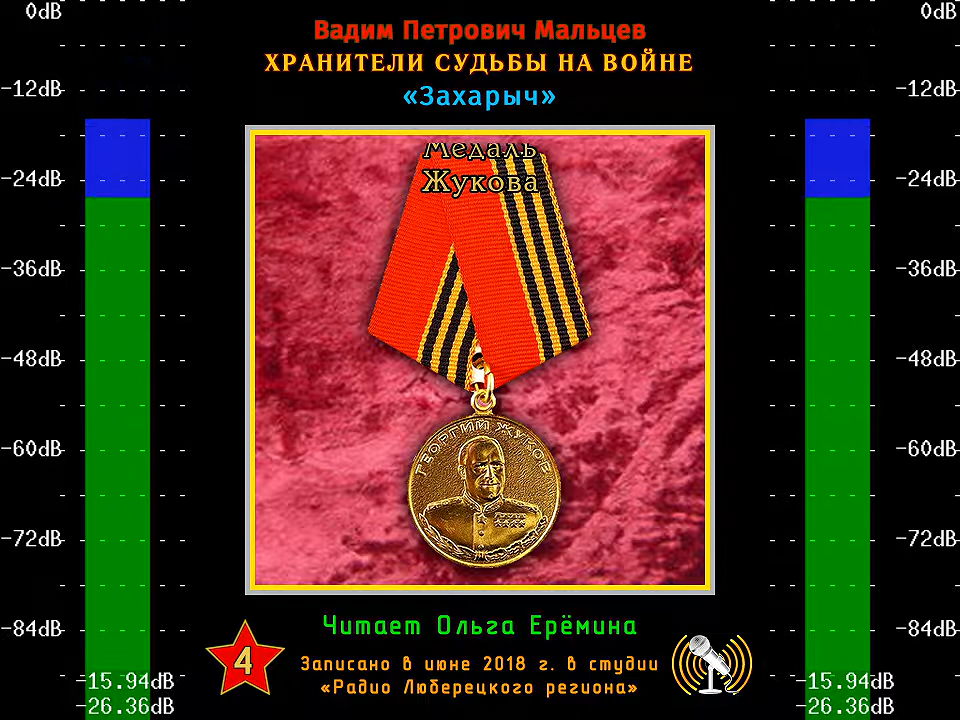 Вадим Петрович Мальцев
ХРАНИТЕЛИ СУДЬБЫ НА ВОЙНЕ
«Захарыч»
0dB 0dB
-12dB -12dB
-24dB -24dB
-36dB -36dB
-48dB -48dB
-60dB -60dB
-72dB -72dB
-84dB -84dB
-15.94dB -15.94dB
-26.36dB -26.36dB
Медаль
Жукова
ГЕОРГИЙ ЖУКОВ
Читает Ольга Ерёмина
4
Записано в июне 2018 г. в студии
«Радио Люберецкого региона»